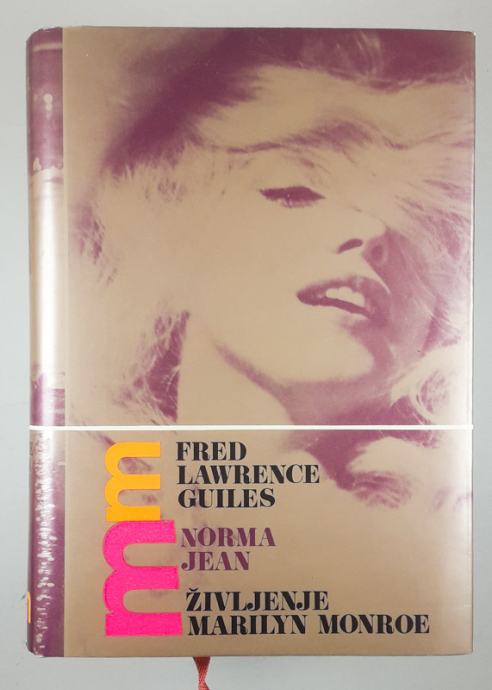 mm
FRED
LAWRENCE
GUILES
NORMA
JEAN
ŽIVLJENJE
MARILYN MONROE